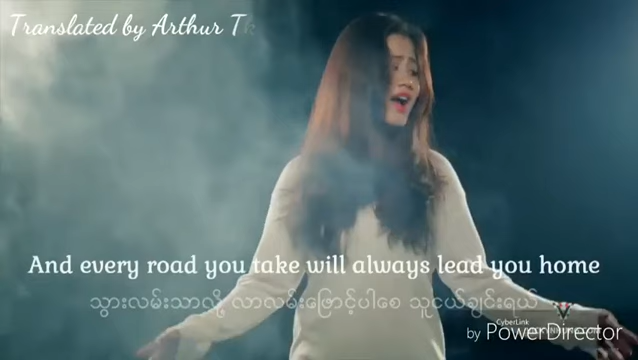 Translated by Arthur T
And every road you take will always lead you home
သွားလမ်းသာလို့ လာလမ်းဖြောင့်ပါစေ သူငယ်ချင်းရယ်
CyberLink
by PowerDirector